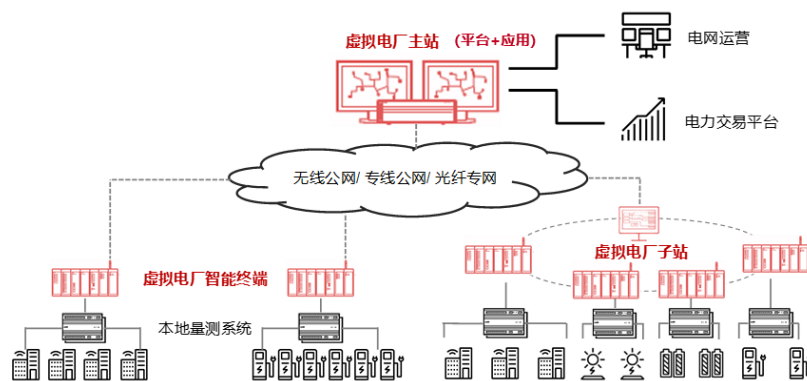 虚拟电厂主站 (平台+应用)
电网运营
电力交易平台
无线公网/ 专线公网/ 光纤专网
虚拟电厂智能终端
虚拟电厂子站
本地量测系统